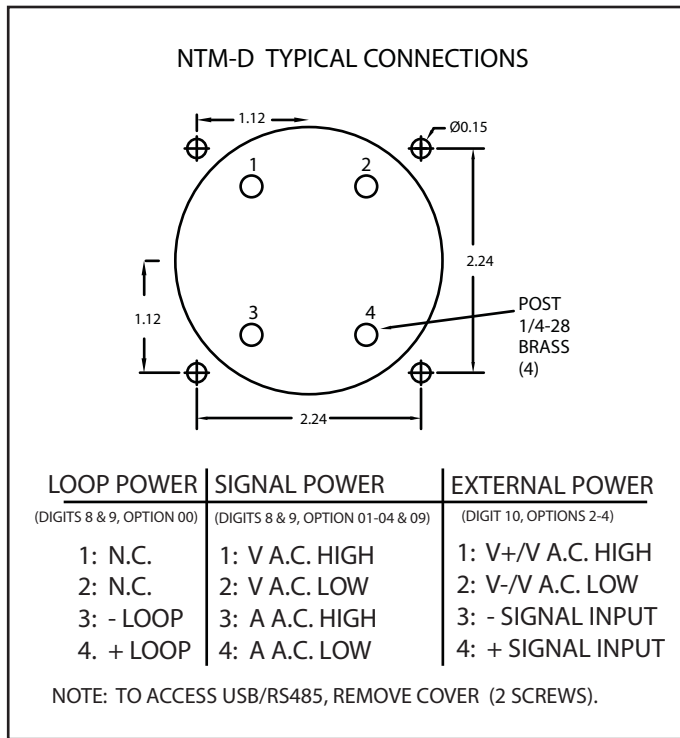 NTM-D TYPICAL CONNECTIONS
1.12
Ø0.15
1
2
2.24
1.12
3
4
POST
1/4-28
BRASS
(4)
2.24
LOOP POWER
(DIGITS 8 & 9, OPTION 00)
1: N.C.
2: N.C.
3: - LOOP
4. + LOOP
SIGNAL POWER
(DIGITS 8 & 9, OPTION 01-04 & 09)
1: V A.C. HIGH
2: V A.C. LOW
3: A A.C. HIGH
4: A A.C. LOW
EXTERNAL POWER
(DIGIT 10, OPTIONS 2-4)
1: V+/V A.C. HIGH
2: V-/V A.C. LOW
3: - SIGNAL INPUT
4: + SIGNAL INPUT
NOTE: TO ACCESS USB/RS485, REMOVE COVER (2 SCREWS).